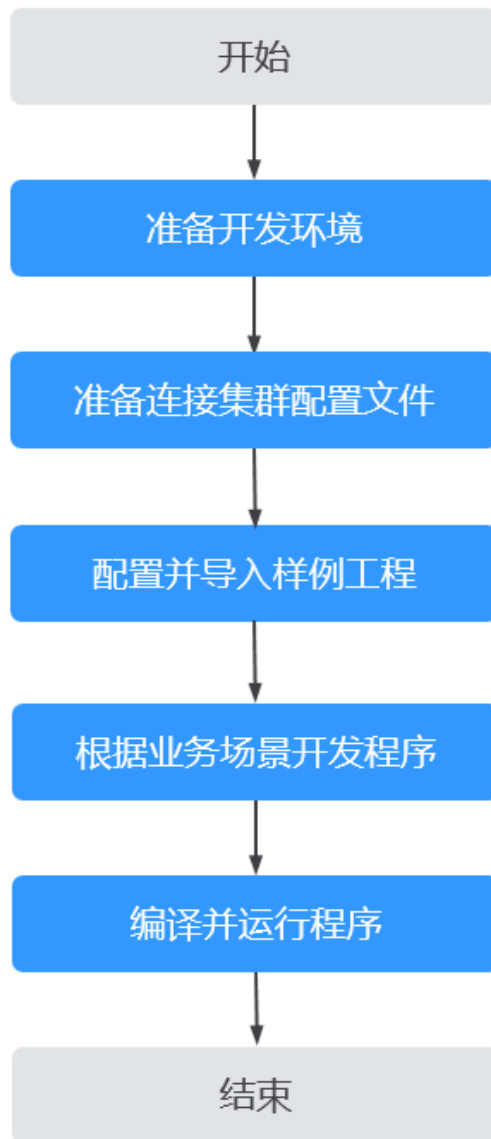 开始
准备开发环境
准备连接集群配置文件
配置并导入样例工程
根据业务场景开发程序
编译并运行程序
结束